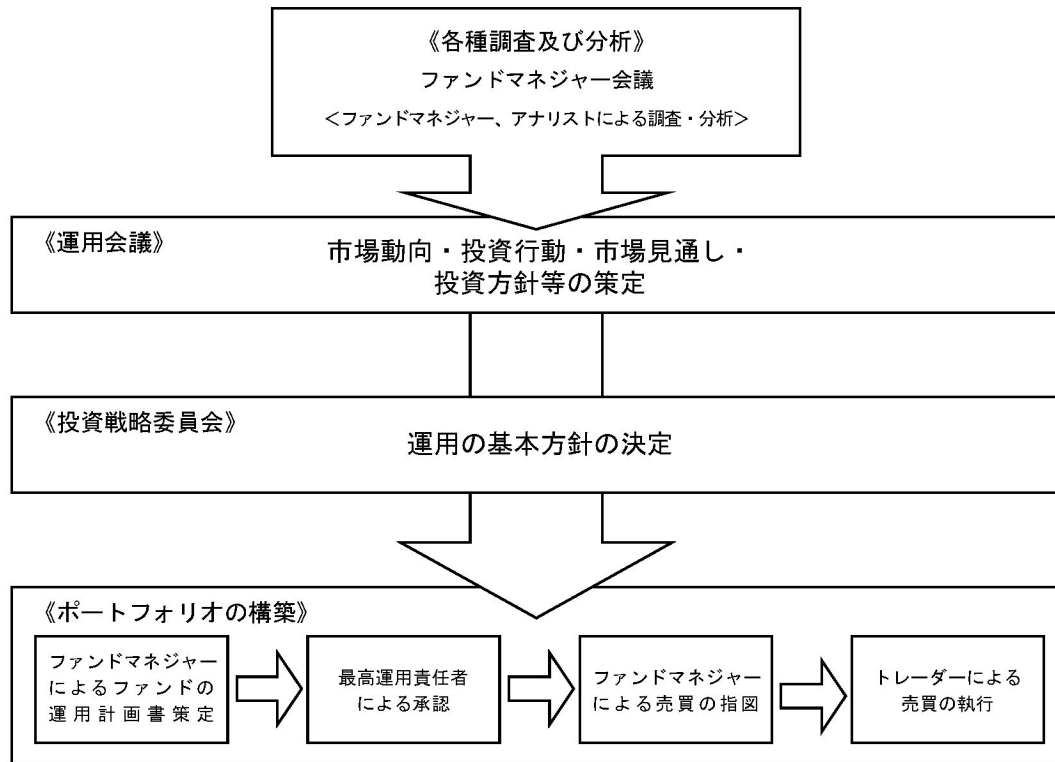 《各種調査及び分析》
ファンドマネジャー会議
<ファンドマネジャー、アナリストによる調査・分析>
《運用会議》
市場動向・投資行動・市場見通し・
投資方針等の策定
《投資戦略委員会》
運用の基本方針の決定
《ポートフォリオの構築》
ファンドマネジャー
によるファンドの
運用計画書策定
最高運用責任者
による承認
ファンドマネジャー
による売買の指図
トレーダーによる
売買の執行